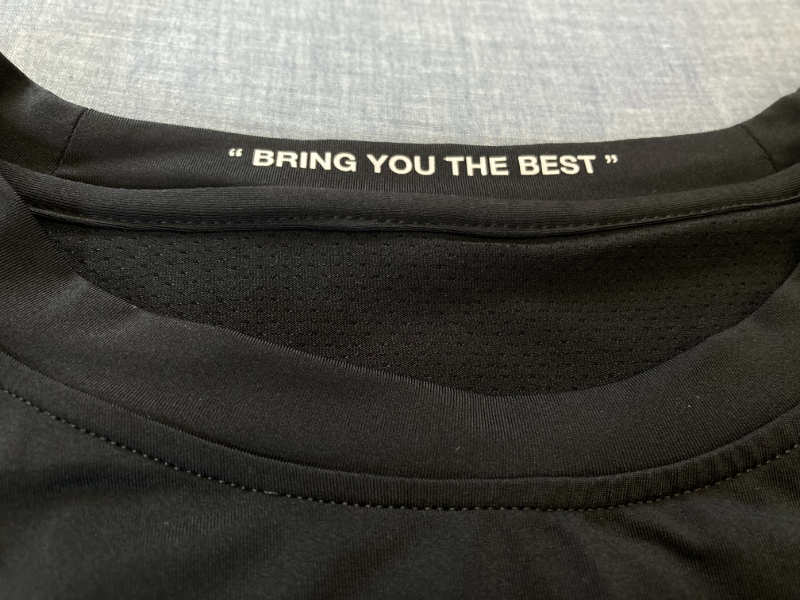 “ BRING YOU THE BEST ”